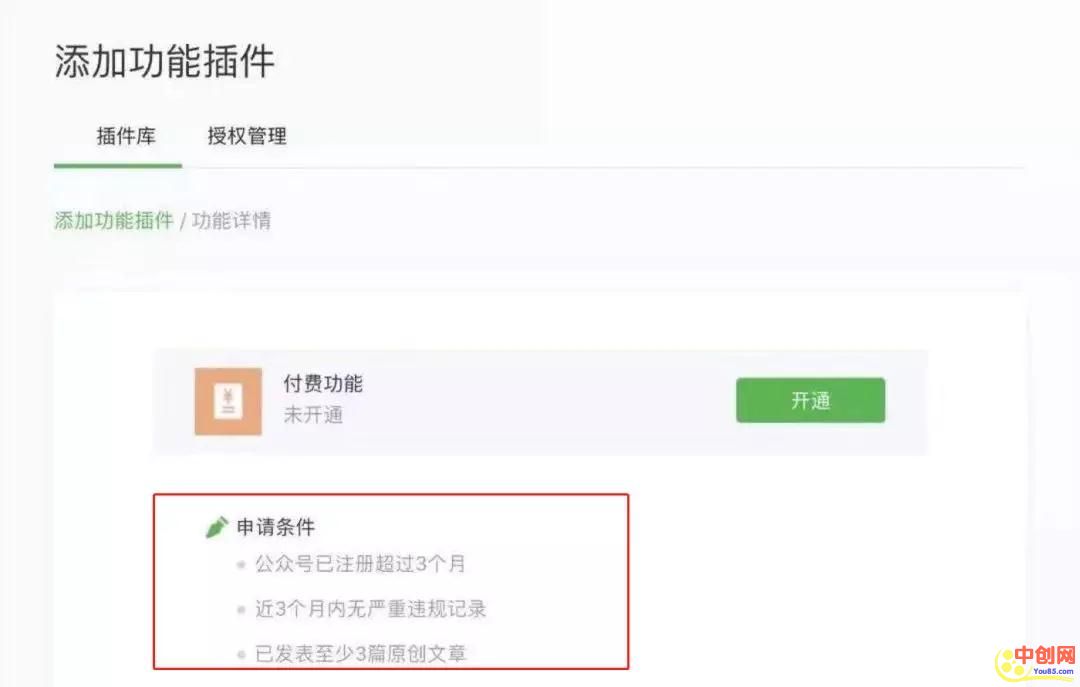 添加功能插件
插件库 授权管理
添加功能插件 / 功能详情
付费功能
未开通
开通
申请条件
公众号已注册超过3个月
近3个月内无严重违规记录
已发表至少3篇原创文章
中创网
You85.com